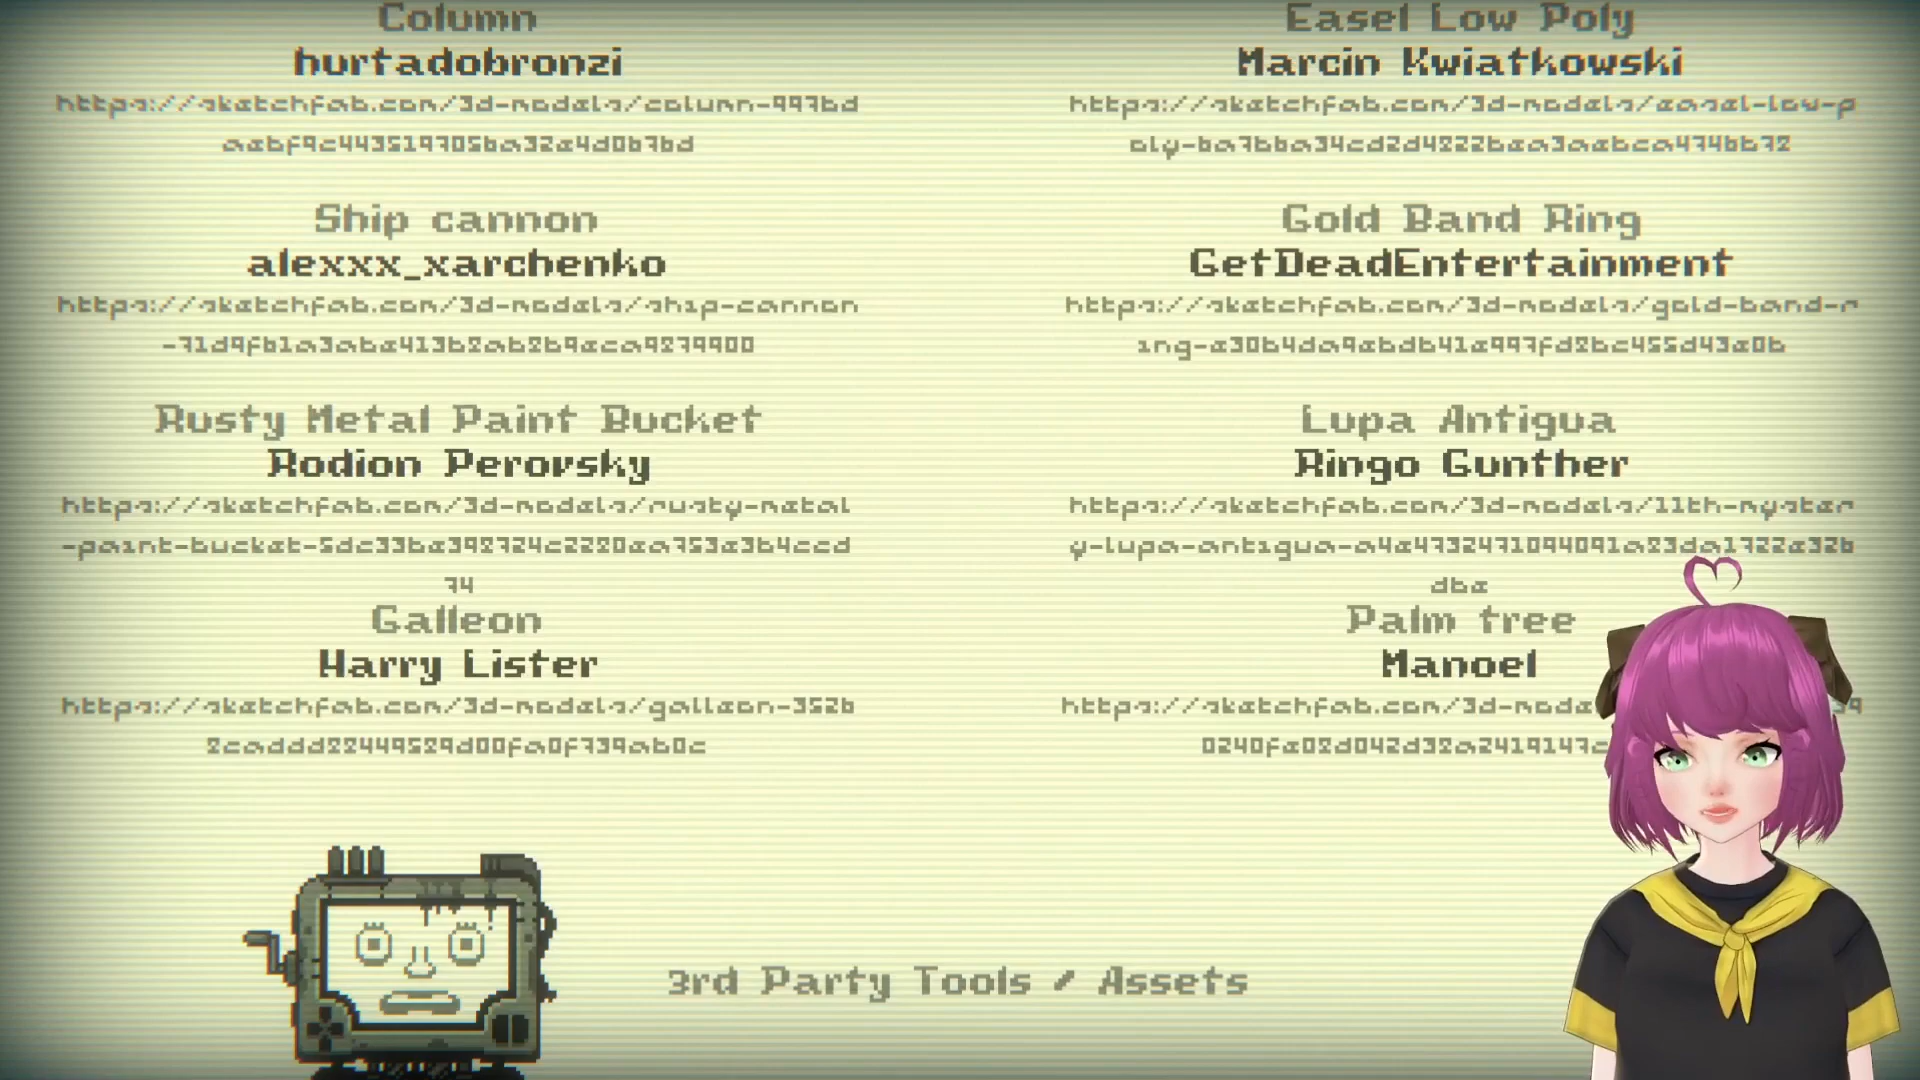 Column
hurtadobronzi
https://sketchfab.com/3d-models/column-997bd
aebf9c443519705ba32e4d0b7bd
Easel Low Poly
Marcin Kwiatkowski
https://sketchfab.com/3d-models/easel-low-p
oly-ba7bba34cd2d4822bea3aebca474bb72
Ship cannon
alexxx_xarchenko
https://sketchfab.com/3d-models/ship-cannon
-71d9fb1a3abe413b2ab2b9eca9279900
Gold Band Ring
GetDeadEntertainment
https://sketchfab.com/3d-models/gold-band-r
ing-e30b4da9ebdb41e997fd2bc455d43e0b
Rusty Metal Paint Bucket
Rodion Perovsky
https://sketchfab.com/3d-models/rusty-metal
-paint-bucket-5dc33be392724c2220ea753e3b4ccd
74
Lupa Antigua
Ringo Gunther
https://sketchfab.com/3d-models/11th-myster
y-lupa-antigua-a4e4732471094091a23da1722e32b
dbe
Galleon
Harry Lister
https://sketchfab.com/3d-models/galleon-352b
2caddd22449529d00fa0f739ab0c
Palm tree
Manoel
https://sketchfab.com/3d-mode
0240fe02d042d32a2419147c
3rd Party Tools / Assets